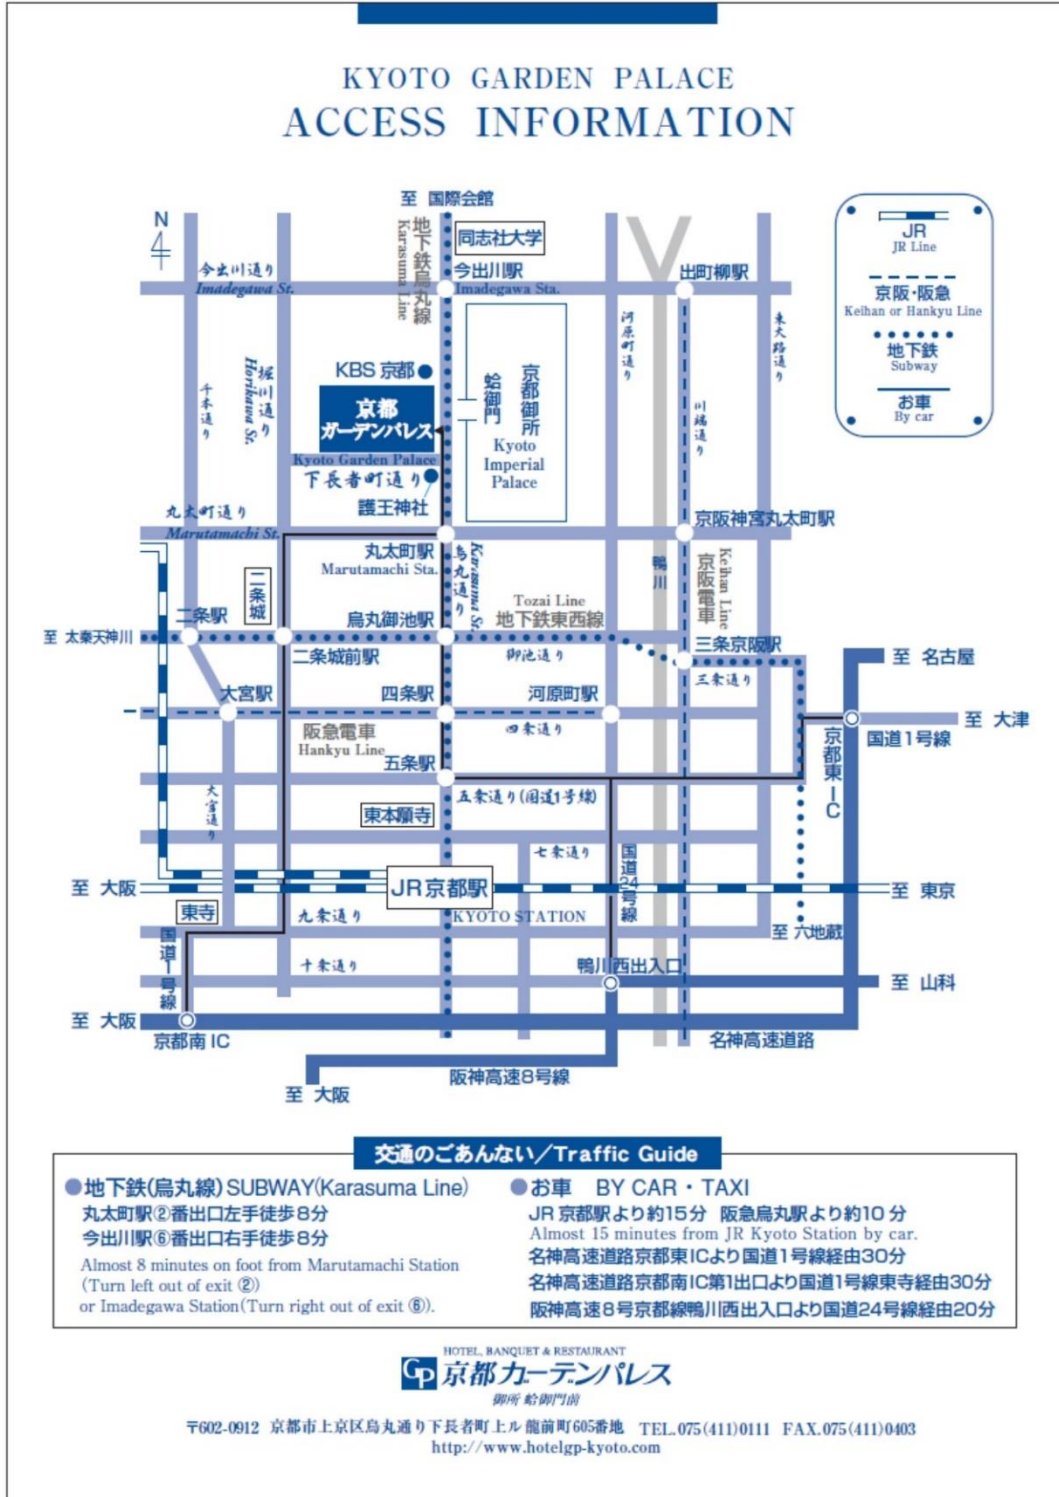 KYOTO GARDEN PALACE
ACCESS INFORMATION
至 国際会館
N
地下鉄烏丸線
Karasuma Line
同志社大学
今出川通り
Imadegawa St.
今出川駅
Imadegawa Sta.
出町柳駅
JR
JR Line
京阪・阪急
Keihan or Hankyu Line
地下鉄
Subway
お車
By car
河原町通り
東大路通り
KBS 京都
堀川通り
Horikawa St.
千本通り
京都
ガーデンパレス
Kyoto Garden Palace
蛤御門
京都御所
Kyoto
Imperial
Palace
川端通り
下長者町通り
護王神社
丸太町通り
Marutamachi St.
京阪神宮丸太町駅
丸太町駅
Marutamachi Sta.
烏丸通り
Karasuma St.
鴨川
京阪電車
Keihan Line
二条城
Tozai Line
地下鉄東西線
二条駅
烏丸御池駅
至 太秦天神川
二条城前駅
御池通り
三条京阪駅
至 名古屋
三条通り
大宮駅
四条駅
河原町駅
至 大津
国道1号線
京都東IC
阪急電車
Hankyu Line
四条通り
五条駅
五条通り(国道1号線)
大宮通り
東本願寺
七条通り
国道24号線
至 大阪
JR京都駅
至 東京
KYOTO STATION
東寺
九条通り
至 六地蔵
国道1号線
十条通り
鴨川西出入口
至 山科
至 大阪
京都南IC
名神高速道路
阪神高速8号線
至 大阪
交通のごあんない/Traffic Guide
●地下鉄(烏丸線) SUBWAY(Karasuma Line)
丸太町駅②番出口左手徒歩8分
今出川駅⑥番出口右手徒歩8分
Almost 8 minutes on foot from Marutamachi Station
(Turn left out of exit ②)
or Imadegawa Station(Turn right out of exit ⑥).
●お車 BY CAR・TAXI
JR京都駅より約15分 阪急烏丸駅より約10分
Almost 15 minutes from JR Kyoto Station by car.
名神高速道路京都東ICより国道1号線経由30分
名神高速道路京都南IC第1出口より国道1号線東寺経由30分
阪神高速8号京都線鴨川西出入口より国道24号線経由20分
HOTEL, BANQUET & RESTAURANT
GP 京都ガーデンパレス
御所 蛤御門前
〒602-0912 京都市上京区烏丸通り下長者町上ル龍前町605番地 TEL.075(411)0111 FAX.075(411)0403
http://www.hotelgp-kyoto.com